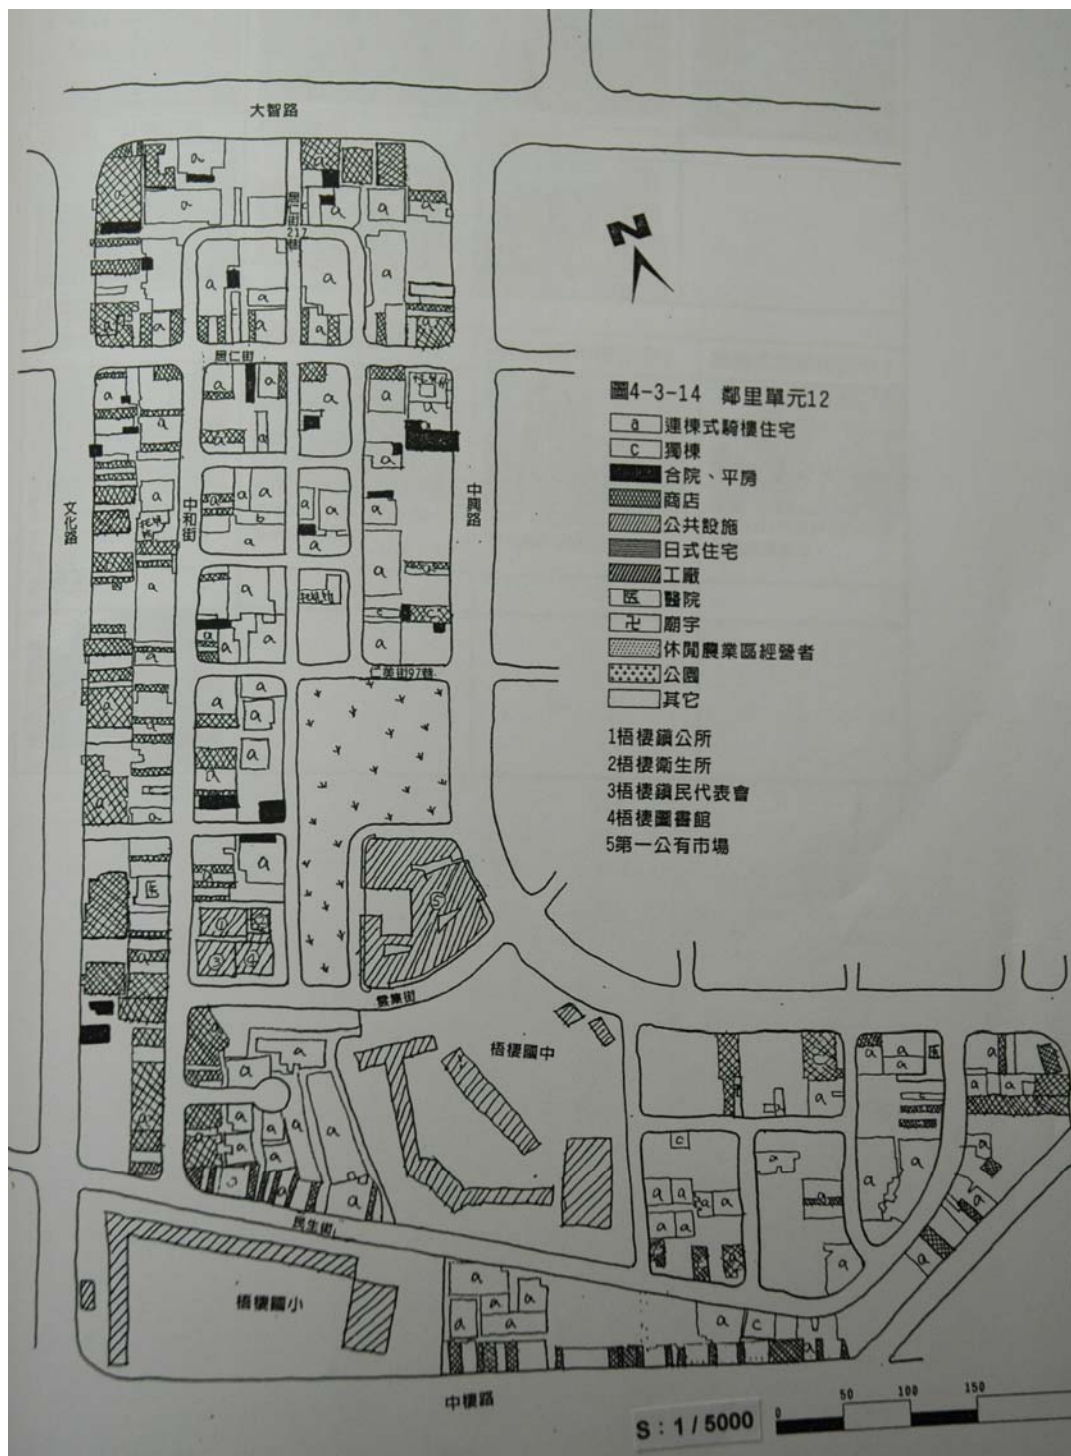 大智路
居仁街217巷
居仁街
文化路
中和街
中興路
圖4-3-14 鄰里單元12
a 連棟式騎樓住宅
c 獨棟
合院、平房
商店
公共設施
日式住宅
工廠
医 醫院
卍 廟宇
休閒農業區經營者
公園
其它
仁美街97巷
1梧棲鎮公所
2梧棲衛生所
3梧棲鎮民代表會
4梧棲圖書館
5第一公有市場
雲集街
梧棲國中
民生街
梧棲國小
中棲路
S：1/5000
0 50 100 150